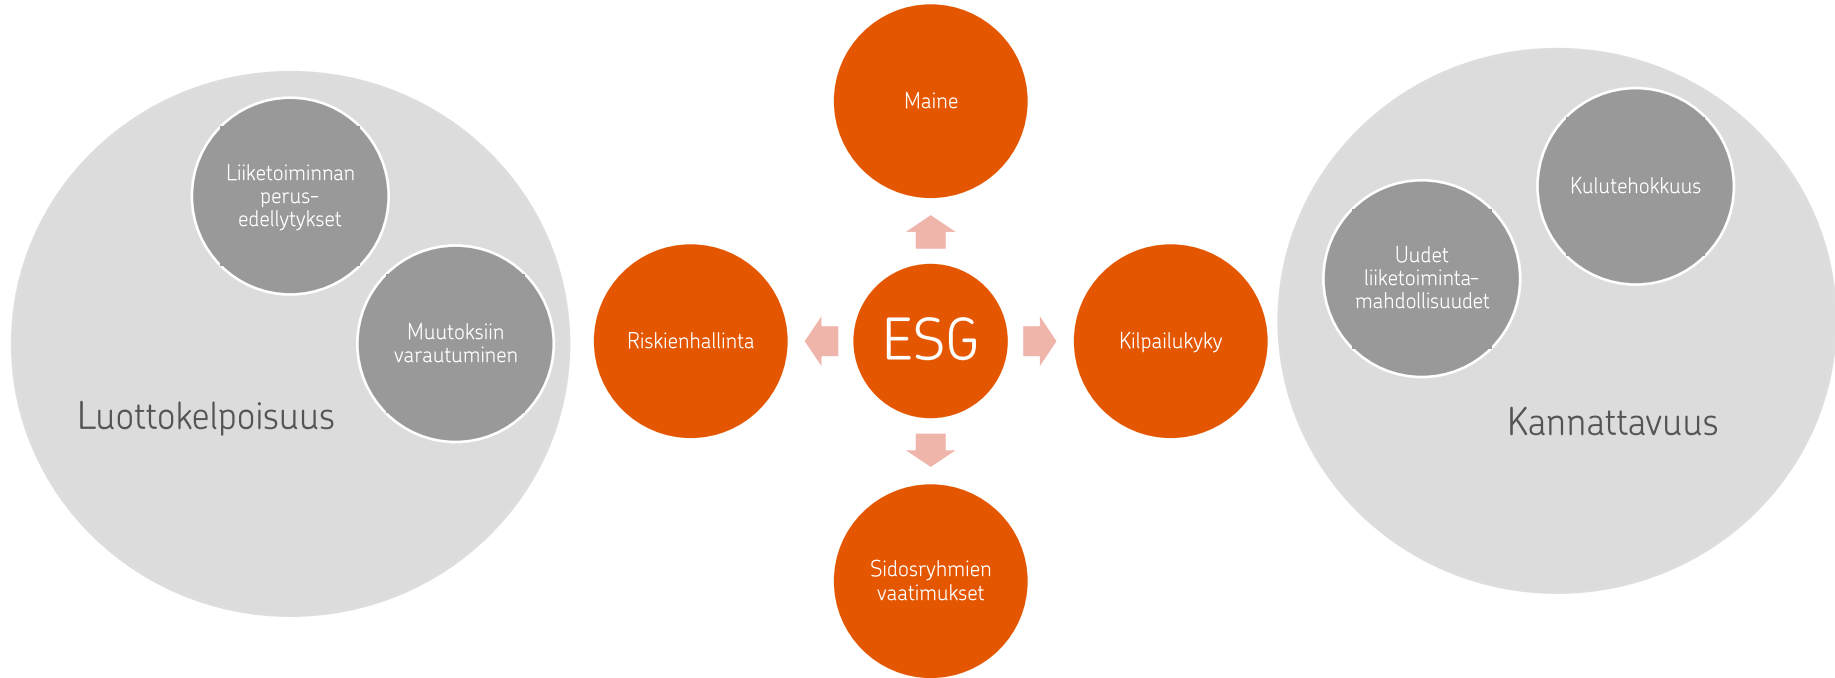 Maine
Liiketoiminnan
perus-
edellytykset
Muutoksiin
varautuminen
Luottokelpoisuus
Riskienhallinta
ESG
Kilpailukyky
Sidosryhmien
vaatimukset
Kulutehokkuus
Uudet
liiketoiminta-
mahdollisuudet
Kannattavuus